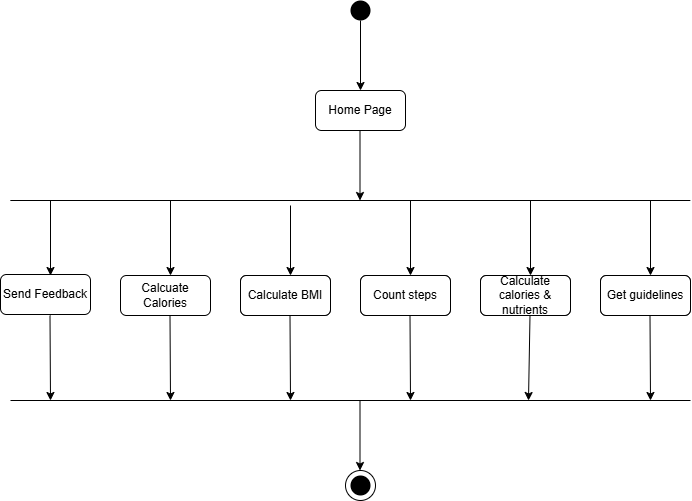 Home Page
Send Feedback
Calcuate
Calories
Calculate BMI
Count steps
Calculate
calories &
nutrients
Get guidelines